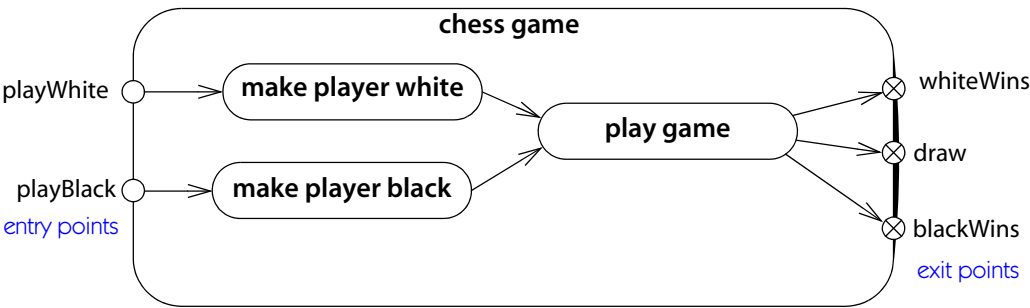 chess game
playWhite
make player white
whiteWins
play game
draw
playBlack
make player black
entry points
blackWins
exit points